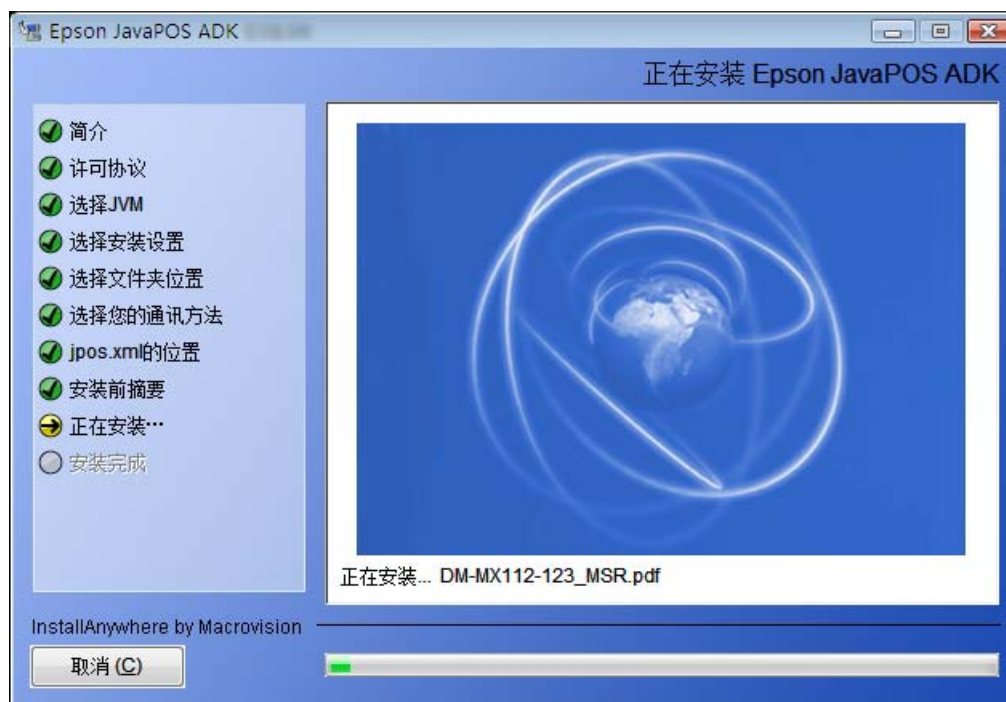 Epson JavaPOS ADK
正在安装 Epson JavaPOS ADK
简介
许可协议
选择JVM
选择安装设置
选择文件夹位置
选择您的通讯方法
jpos.xml的位置
安装前摘要
正在安装…
安装完成
正在安装... DM-MX112-123_MSR.pdf
InstallAnywhere by Macrovision
取消 (C)